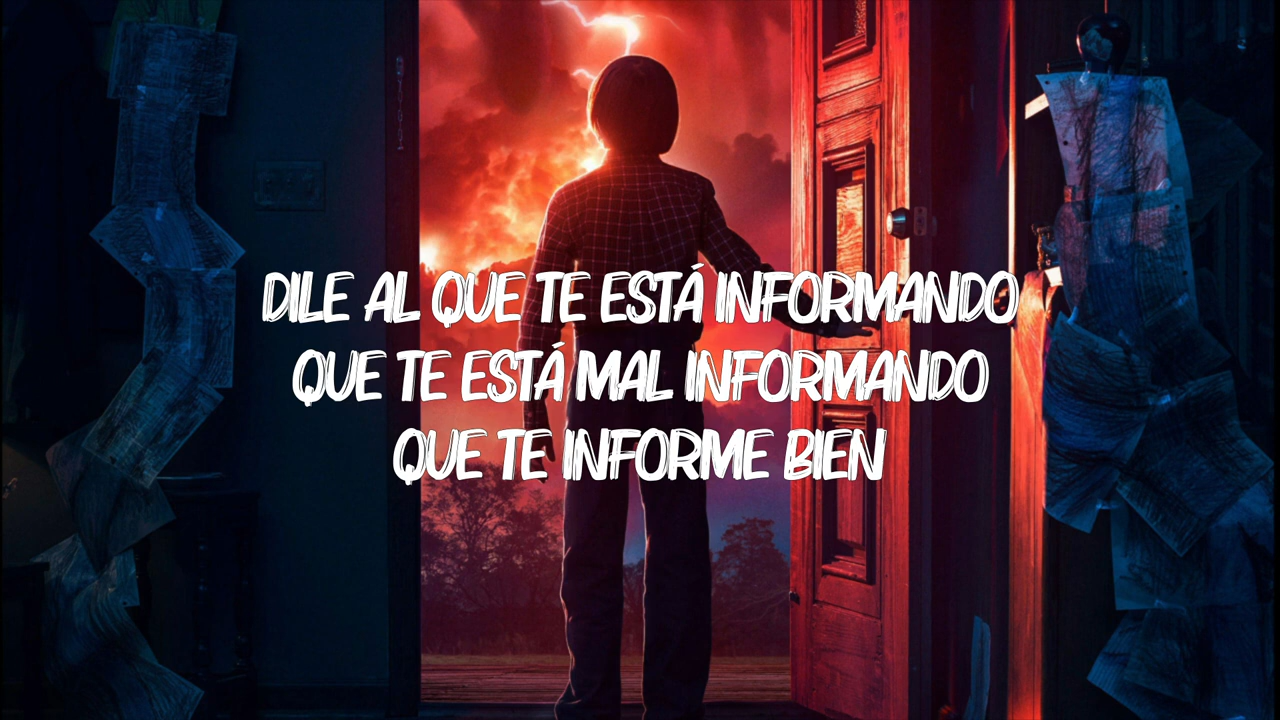 DILE AL QUE TE ESTÁ INFORMANDO
QUE TE ESTÁ MAL INFORMANDO
QUE TE INFORME BIEN